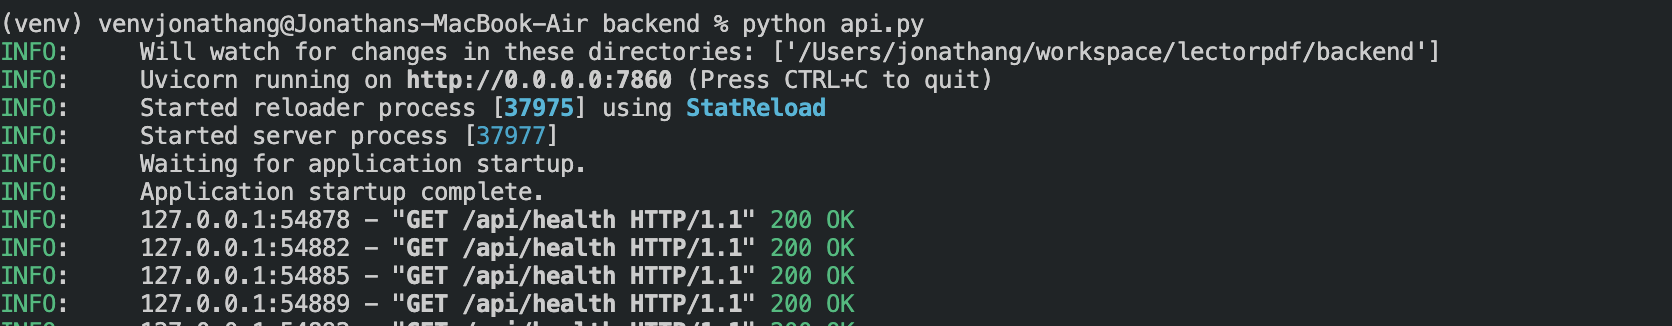 (venv) venvjonathang@Jonathans-MacBook-Air backend % python api.py
INFO:     Will watch for changes in these directories: ['/Users/jonathang/workspace/lectorpdf/backend']
INFO:     Uvicorn running on http://0.0.0.0:7860 (Press CTRL+C to quit)
INFO:     Started reloader process [37975] using StatReload
INFO:     Started server process [37977]
INFO:     Waiting for application startup.
INFO:     Application startup complete.
INFO:     127.0.0.1:54878 - "GET /api/health HTTP/1.1" 200 OK
INFO:     127.0.0.1:54882 - "GET /api/health HTTP/1.1" 200 OK
INFO:     127.0.0.1:54885 - "GET /api/health HTTP/1.1" 200 OK
INFO:     127.0.0.1:54889 - "GET /api/health HTTP/1.1" 200 OK